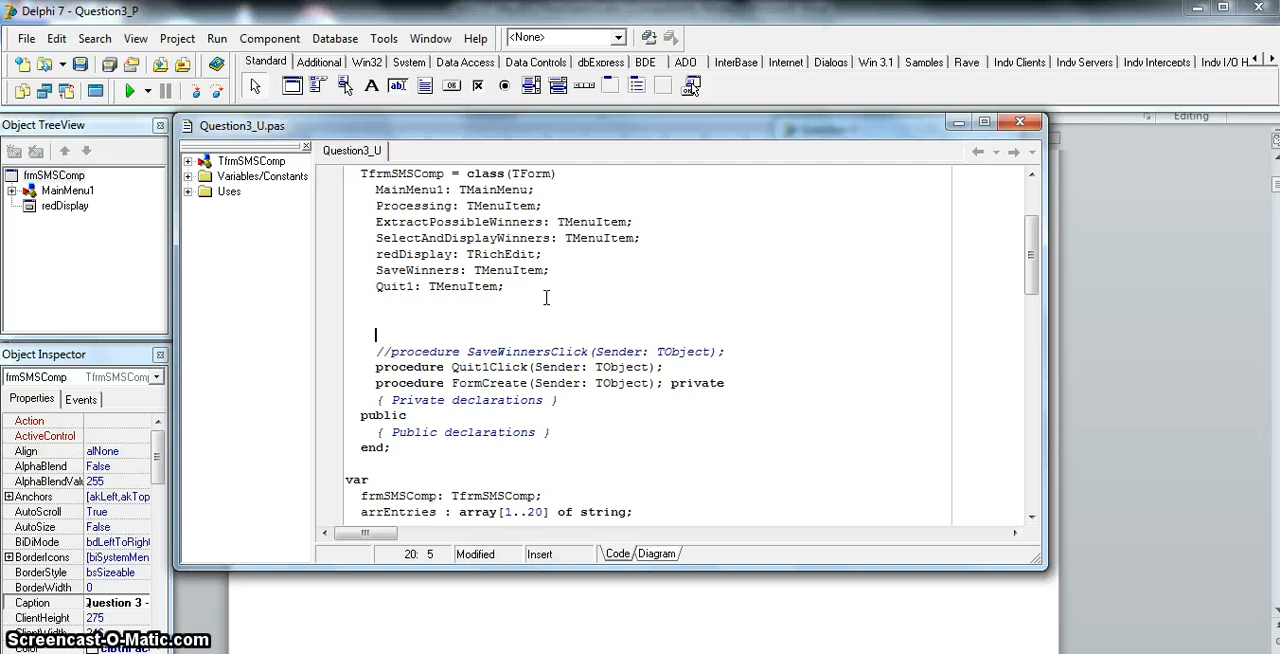 Delphi 7 - Question3_P
File Edit Search View Project Run Component Database Tools Window Help <None>
Standard Additional Win32 System Data Access Data Controls dbExpress BDE ADO InterBase Internet Dialogs Win 3.1 Samples Rave Indy Clients Indy Servers Indy Intercepts Indy I/O H
Editing
Object TreeView
frmSMSComp
MainMenu1
redDisplay
Question3_U.pas
TfrmSMSComp
Variables/Constants
Uses
Question3_U
TfrmSMSComp = class(TForm)
MainMenu1: TMainMenu;
Processing: TMenuItem;
ExtractPossibleWinners: TMenuItem;
SelectAndDisplayWinners: TMenuItem;
redDisplay: TRichEdit;
SaveWinners: TMenuItem;
Quit1: TMenuItem;
//procedure SaveWinnersClick(Sender: TObject);
procedure Quit1Click(Sender: TObject);
procedure FormCreate(Sender: TObject); private
{ Private declarations }
public
{ Public declarations }
end;
var
frmSMSComp: TfrmSMSComp;
arrEntries : array[1..20] of string;
20: 5 Modified Insert Code Diagram
Object Inspector
frmSMSComp TfrmSMSCom
Properties Events
Action
ActiveControl
Align alNone
AlphaBlend False
AlphaBlendValu 255
Anchors [akLeft,akTop
AutoScroll True
AutoSize False
BiDiMode bdLeftToRight
BorderIcons [biSystemMen
BorderStyle bsSizeable
BorderWidth 0
Caption Question 3 -
ClientHeight 275
Screencast-O-Matic.com